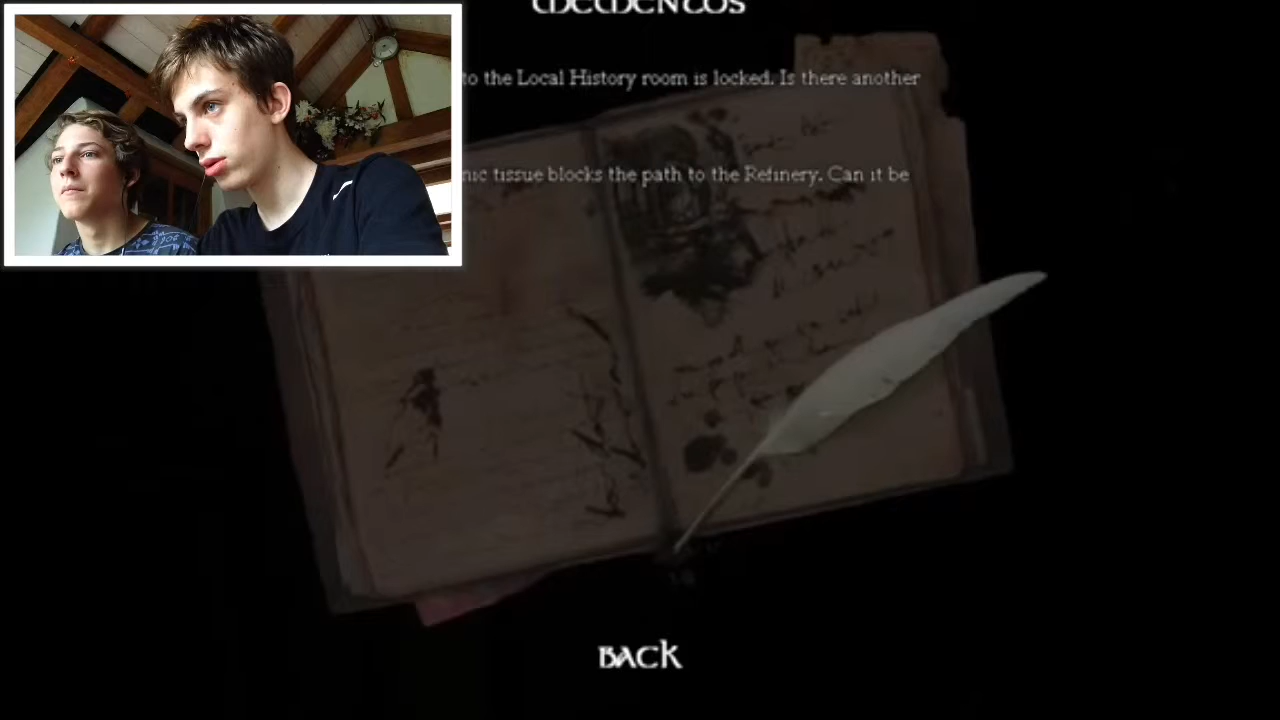 MEMENTOS
to the Local History room is locked. Is there another
nic tissue blocks the path to the Refinery. Can it be
BACK